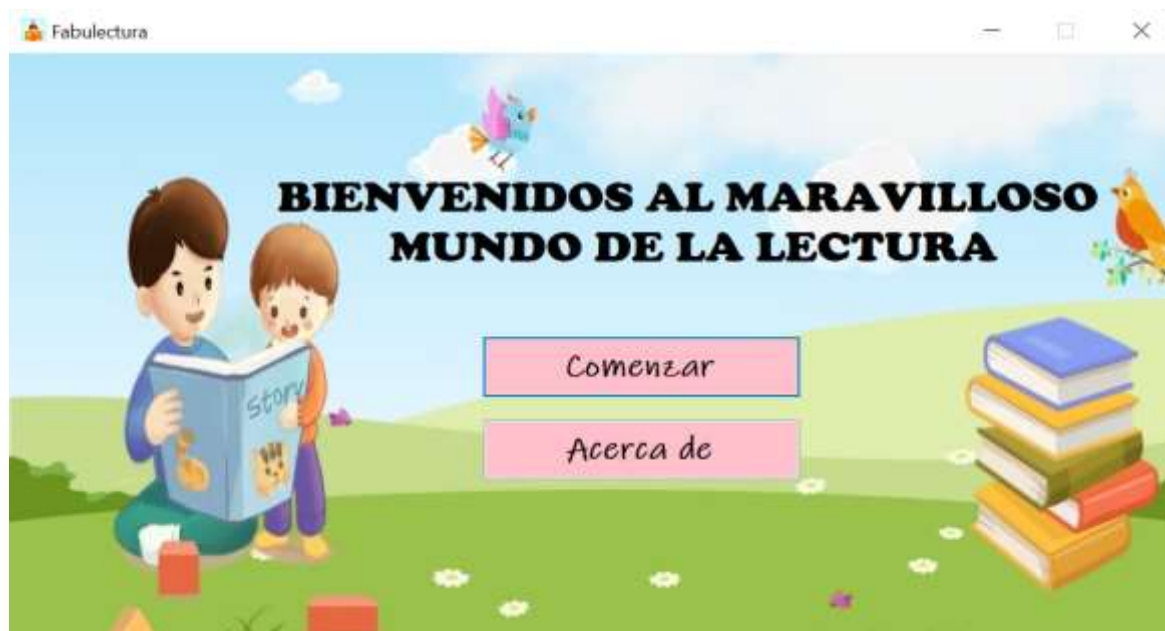 Fabulectura
BIENVENIDOS AL MARAVILLOSO
MUNDO DE LA LECTURA
story
Comenzar
Acerca de